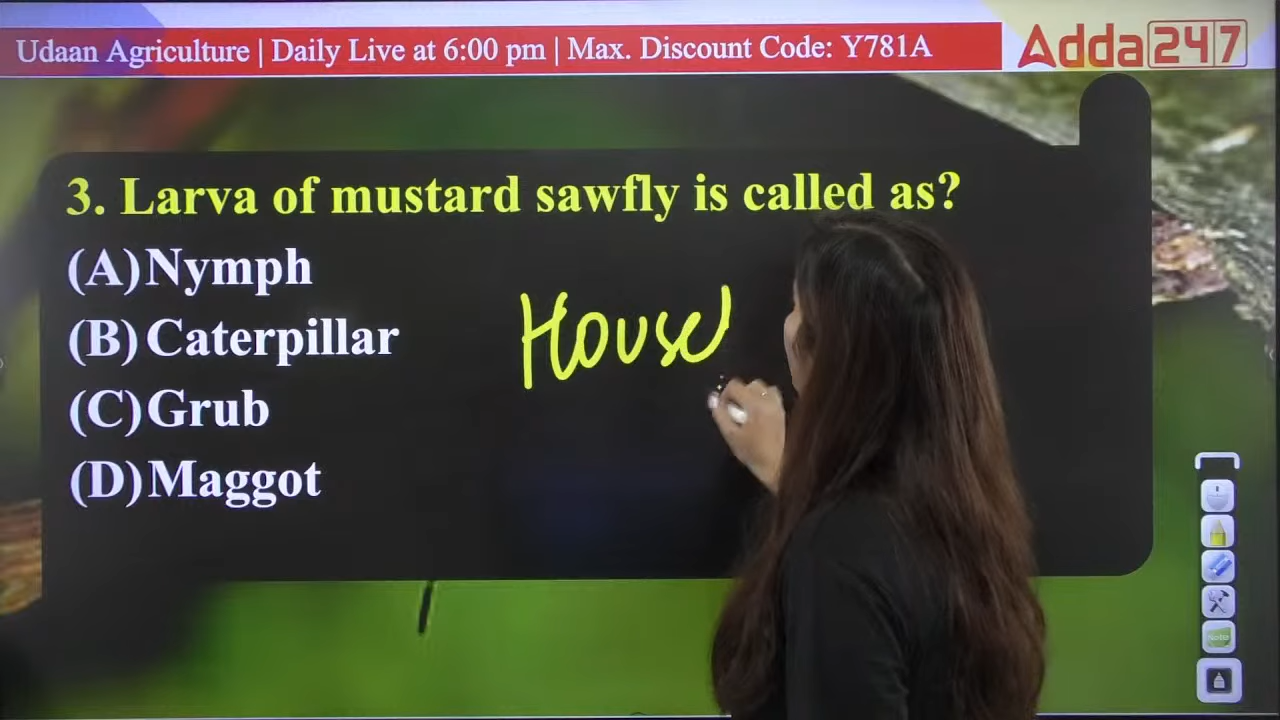 Udaan Agriculture | Daily Live at 6:00 pm | Max. Discount Code: Y781A
Adda247
3. Larva of mustard sawfly is called as?
(A) Nymph
(B) Caterpillar
(C) Grub
(D) Maggot
House
Note